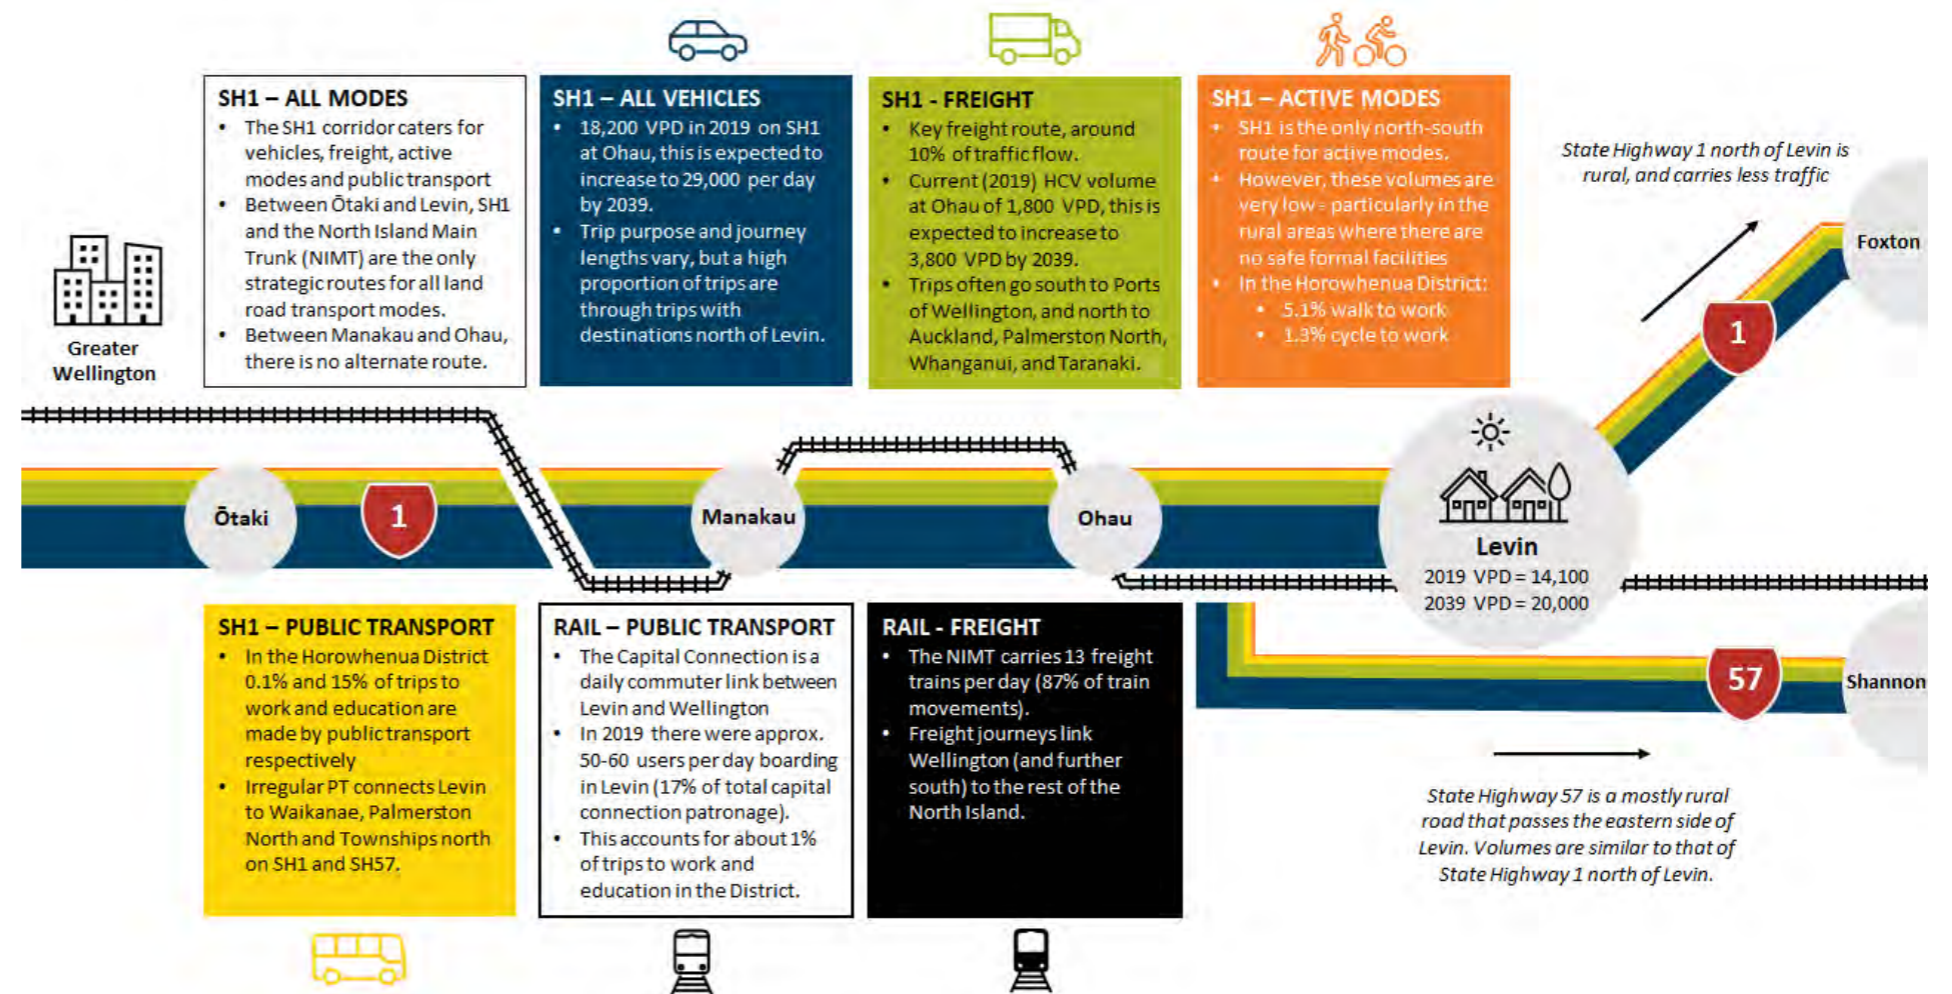 SH1 – ALL MODES
• The SH1 corridor caters for
vehicles, freight, active
modes and public transport
• Between Ōtaki and Levin, SH1
and the North Island Main
Trunk (NIMT) are the only
strategic routes for all land
road transport modes.
• Between Manakau and Ohau,
there is no alternate route.
SH1 – ALL VEHICLES
• 18,200 VPD in 2019 on SH1
at Ohau, this is expected to
increase to 29,000 per day
by 2039.
• Trip purpose and journey
lengths vary, but a high
proportion of trips are
through trips with
destinations north of Levin.
SH1 - FREIGHT
• Key freight route, around
10% of traffic flow.
• Current (2019) HCV volume
at Ohau of 1,800 VPD, this is
expected to increase to
3,800 VPD by 2039.
• Trips often go south to Ports
of Wellington, and north to
Auckland, Palmerston North,
Whanganui, and Taranaki.
SH1 – ACTIVE MODES
• SH1 is the only north-south
route for active modes.
• However, these volumes are
very low - particularly in the
rural areas where there are
no safe formal facilities
• In the Horowhenua District:
• 5.1% walk to work
• 1.3% cycle to work
State Highway 1 north of Levin is
rural, and carries less traffic
Greater
Wellington
Foxton
1
Ōtaki
1
Manakau
Ohau
Levin
2019 VPD = 14,100
2039 VPD = 20,000
SH1 – PUBLIC TRANSPORT
• In the Horowhenua District
0.1% and 15% of trips to
work and education are
made by public transport
respectively
• Irregular PT connects Levin
to Waikanae, Palmerston
North and Townships north
on SH1 and SH57.
RAIL – PUBLIC TRANSPORT
• The Capital Connection is a
daily commuter link between
Levin and Wellington
• In 2019 there were approx.
50-60 users per day boarding
in Levin (17% of total capital
connection patronage).
• This accounts for about 1%
of trips to work and
education in the District.
RAIL - FREIGHT
• The NIMT carries 13 freight
trains per day (87% of train
movements).
• Freight journeys link
Wellington (and further
south) to the rest of the
North Island.
57
Shannon
State Highway 57 is a mostly rural
road that passes the eastern side of
Levin. Volumes are similar to that of
State Highway 1 north of Levin.